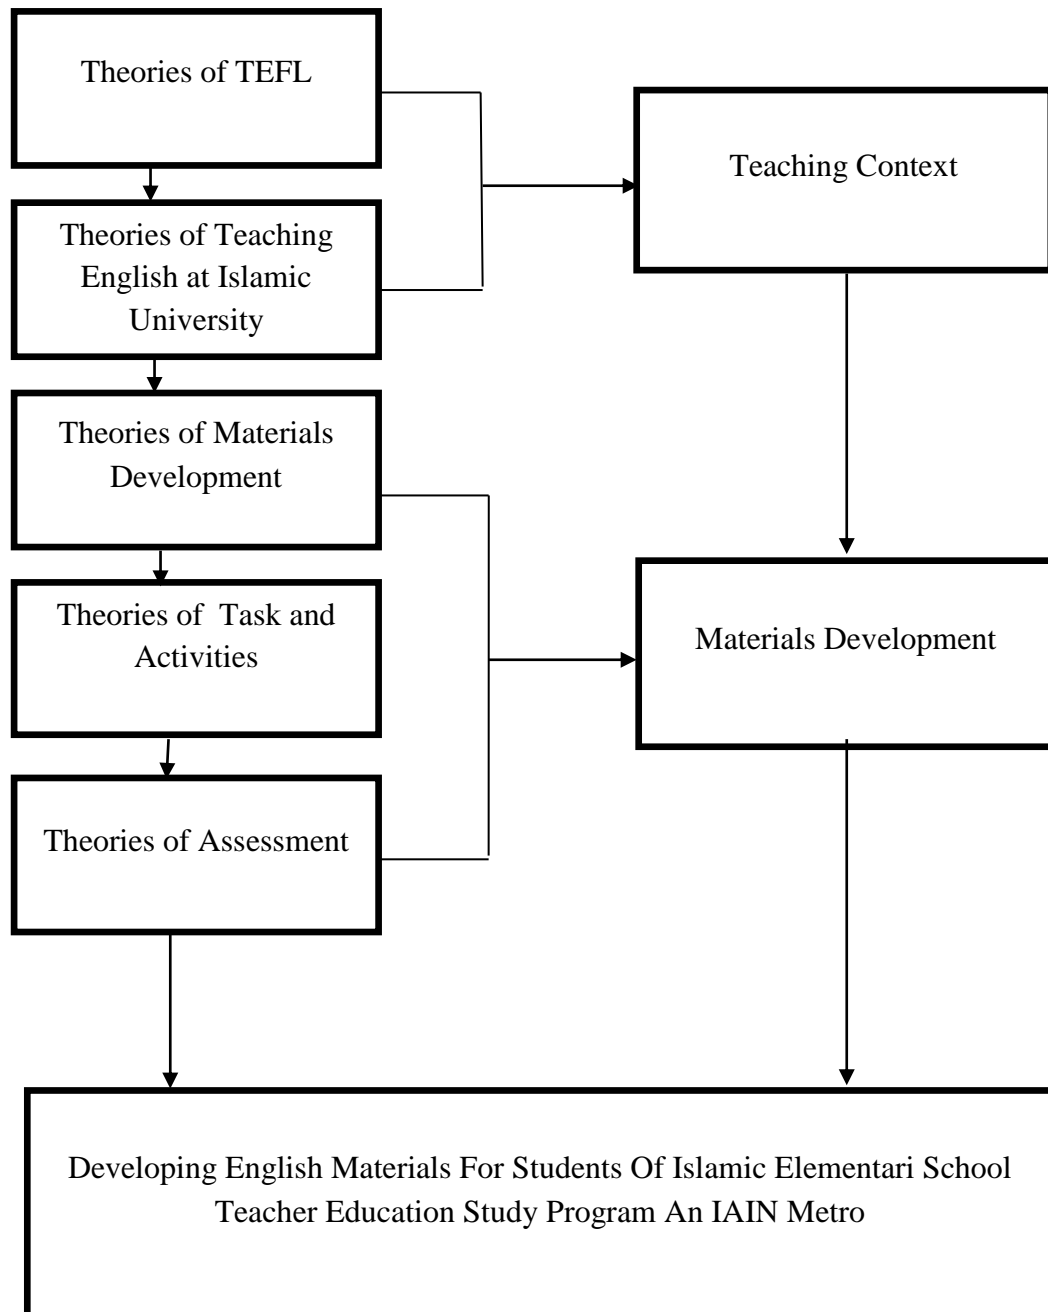 Theories of TEFL
Teaching Context
Theories of Teaching
English at Islamic
University
Theories of Materials
Development
Theories of  Task and
Activities
Materials Development
Theories of Assessment
Developing English Materials For Students Of Islamic Elementari School
Teacher Education Study Program An IAIN Metro